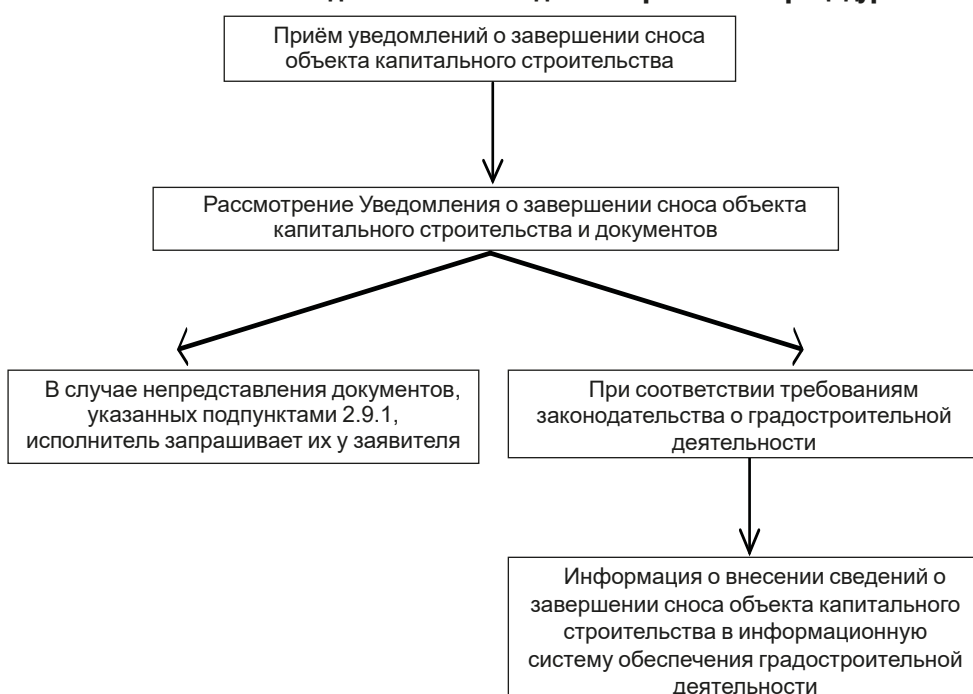 Приём уведомлений о завершении сноса
объекта капитального строительства
Рассмотрение Уведомления о завершении сноса объекта
капитального строительства и документов
В случае непредставления документов,
указанных подпунктами 2.9.1,
исполнитель запрашивает их у заявителя
При соответствии требованиям
законодательства о градостроительной
деятельности
Информация о внесении сведений о
завершении сноса объекта капитального
строительства в информационную
систему обеспечения градостроительной
деятельности